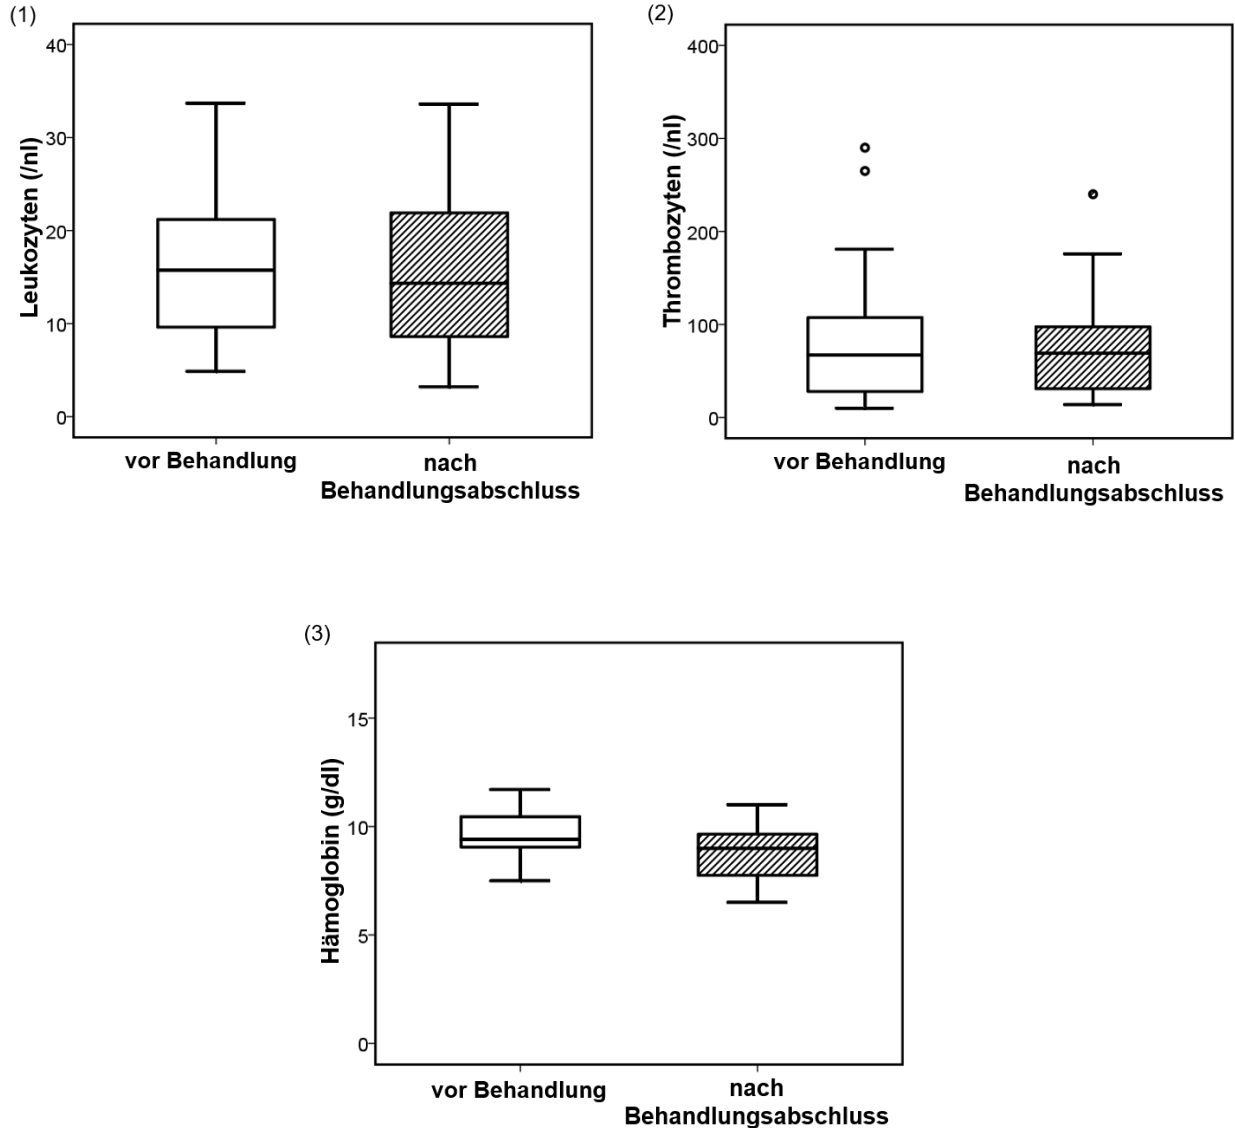 (1)
Leukozyten (/nl)
40
30
20
10
0
vor Behandlung
nach
Behandlungsabschluss
(2)
Thrombozyten (/nl)
400
300
200
100
0
vor Behandlung
nach
Behandlungsabschluss
(3)
Hämoglobin (g/dl)
15
10
5
0
vor Behandlung
nach
Behandlungsabschluss